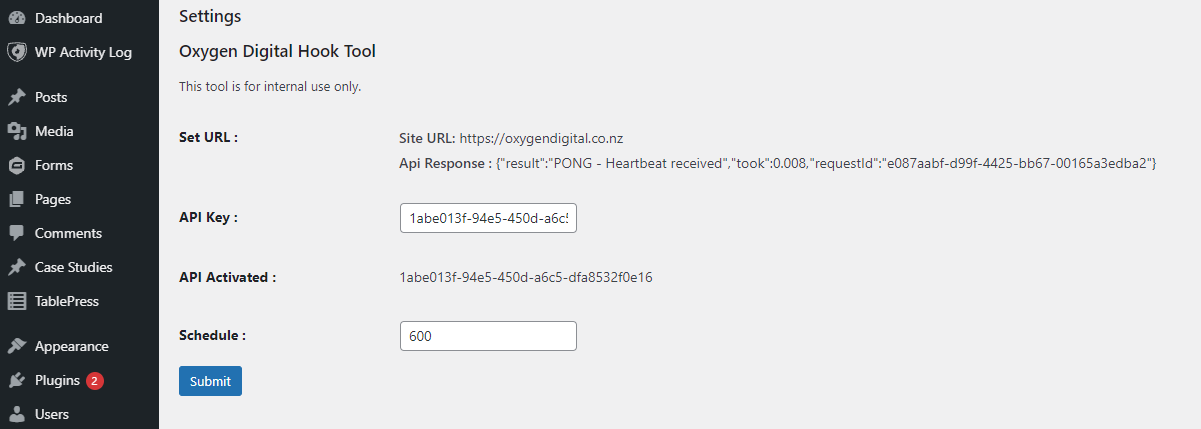 Dashboard
WP Activity Log
Posts
Media
Forms
Pages
Comments
Case Studies
TablePress
Appearance
Plugins 2
Users
Settings
Oxygen Digital Hook Tool
This tool is for internal use only.
Set URL :
Site URL: https://oxygendigital.co.nz
Api Response : {"result":"PONG - Heartbeat received","took":0.008,"requestId":"e087aabf-d99f-4425-bb67-00165a3edba2"}
API Key :
1abe013f-94e5-450d-a6c5
API Activated :
1abe013f-94e5-450d-a6c5-dfa8532f0e16
Schedule :
600
Submit